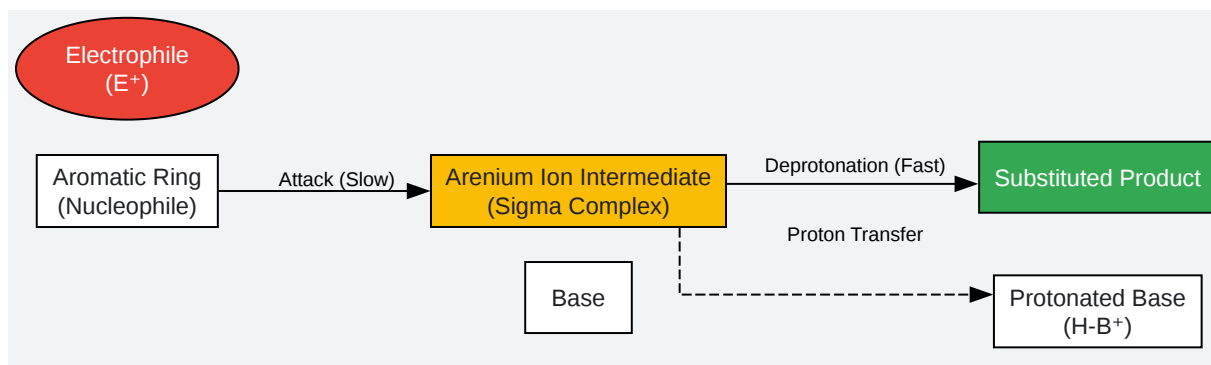 Electrophile
(E⁺)
Aromatic Ring
(Nucleophile)
Attack (Slow)
Arenium Ion Intermediate
(Sigma Complex)
Deprotonation (Fast)
Substituted Product
Proton Transfer
Base
Protonated Base
(H-B⁺)